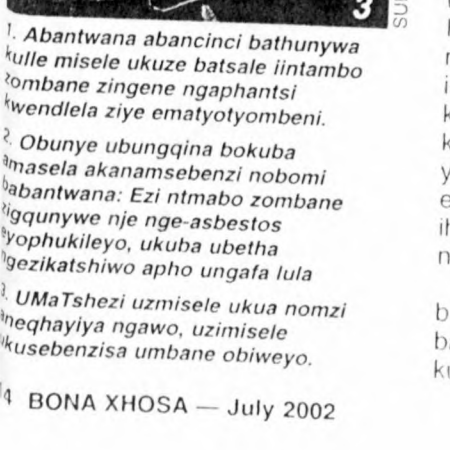 3
1. Abantwana abancinci bathunywa
kulle misele ukuze batsale iintambo
zombane zingene ngaphantsi
kwendlela ziye ematyotyombeni.
2. Obunye ubungqina bokuba
amasela akanamsebenzi nobomi
babantwana: Ezi ntmabo zombane
zigqunywe nje nge-asbestos
eyophukileyo, ukuba ubetha
ngezikatshiwo apho ungafa lula
3. UMaTshezi uzmisele ukua nomzi
aneqhayiya ngawo, uzimisele
ukusebenzisa umbane obiweyo.
14 BONA XHOSA — July 2002